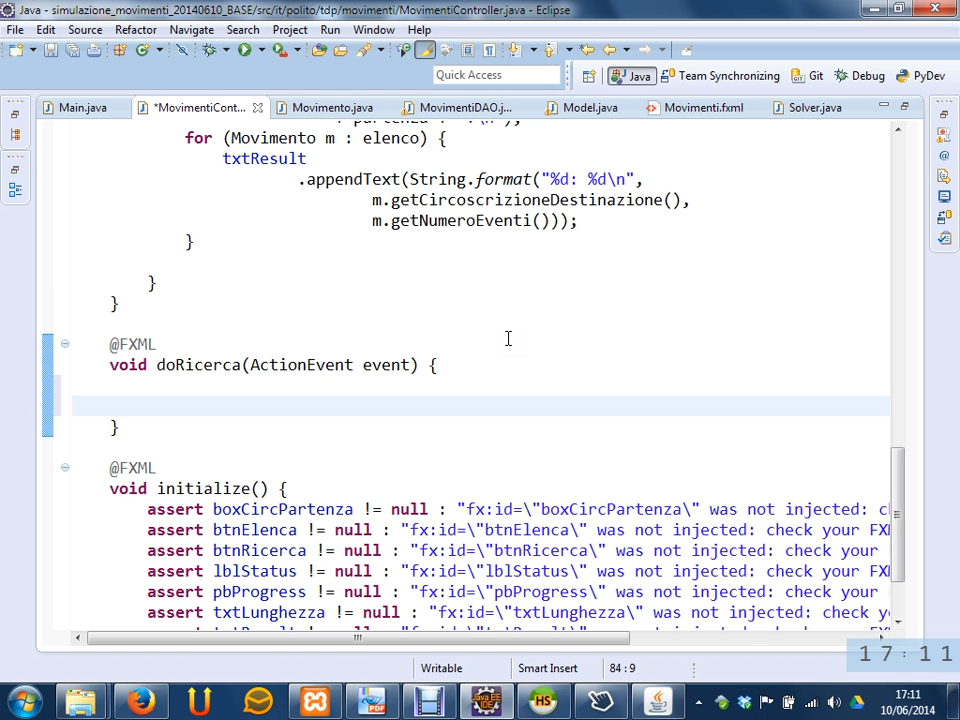 Java - simulazione_movimenti_20140610_BASE/src/it/polito/tdp/movimenti/MovimentiController.java - Eclipse
File Edit Source Refactor Navigate Search Project Run Window Help
Quick Access
Java Team Synchronizing Git Debug PyDev
Main.java *MovimentiCont... Movimento.java MovimentiDAO.j... Model.java Movimenti.fxml Solver.java
for (Movimento m : elenco) {
txtResult
.appendText(String.format("%d: %d\n",
m.getCircoscrizioneDestinazione(),
m.getNumeroEventi()));
}
}
}
@FXML
void doRicerca(ActionEvent event) {
}
@FXML
void initialize() {
assert boxCircPartenza != null : "fx:id=\"boxCircPartenza\" was not injected: c
assert btnElenca != null : "fx:id=\"btnElenca\" was not injected: check your FX
assert btnRicerca != null : "fx:id=\"btnRicerca\" was not injected: check your
assert lblStatus != null : "fx:id=\"lblStatus\" was not injected: check your FX
assert pbProgress != null : "fx:id=\"pbProgress\" was not injected: check your
assert txtLunghezza != null : "fx:id=\"txtLunghezza\" was not injected: check y
17:11
Writable Smart Insert 84 : 9
17:11
10/06/2014